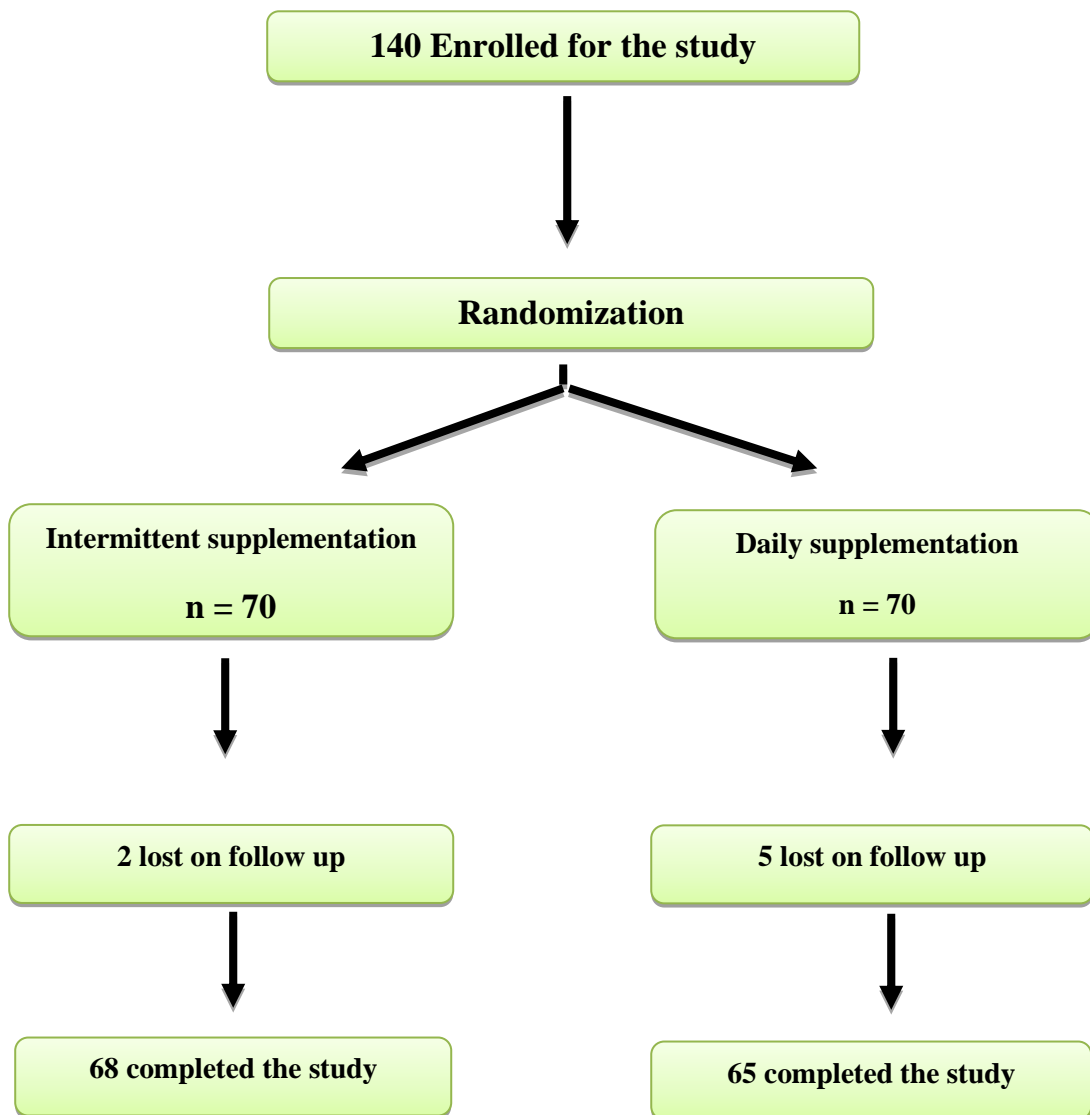 140 Enrolled for the study
Randomization
Intermittent supplementation
n = 70
Daily supplementation
n = 70
2 lost on follow up
5 lost on follow up
68 completed the study
65 completed the study